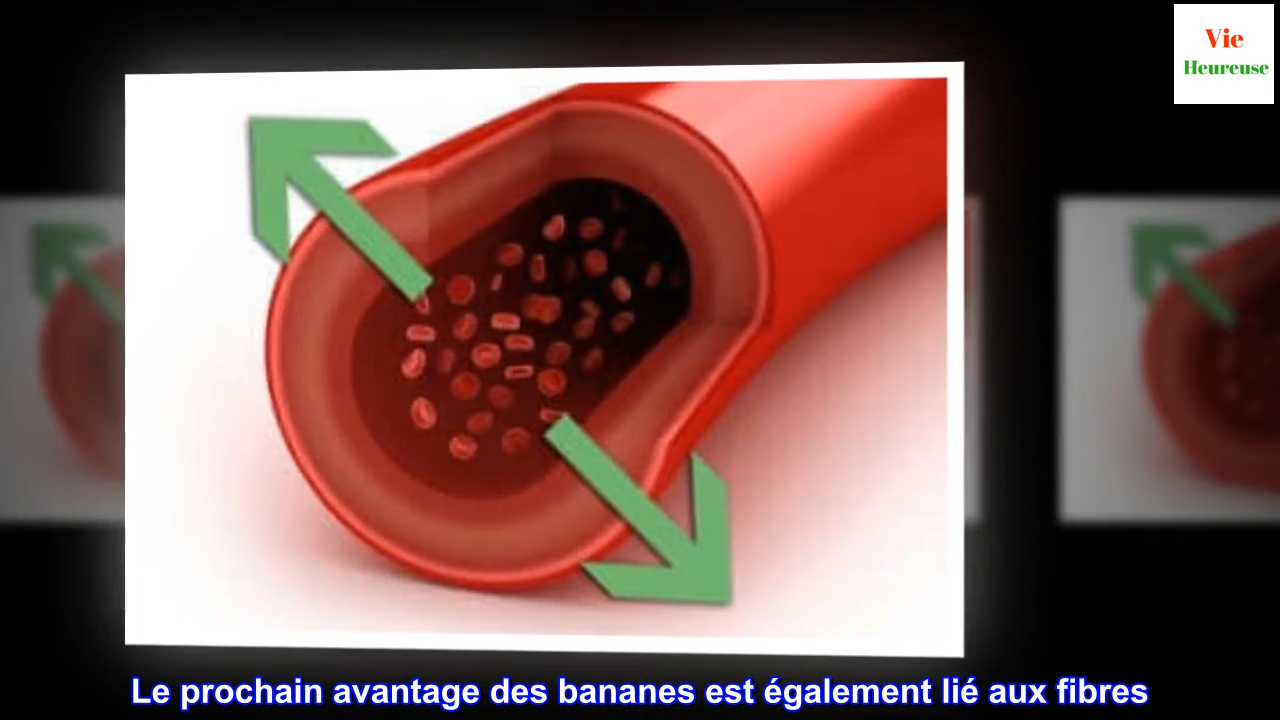 Vie
Heureuse
Le prochain avantage des bananes est également lié aux fibres